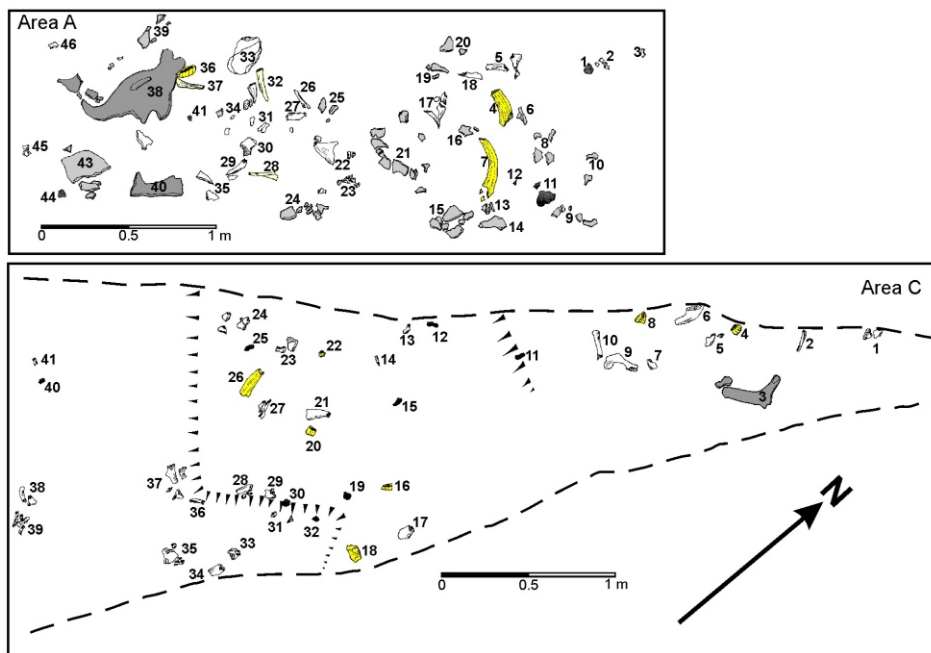 Area A
46 39 33 20 5 1 2 3
36 32 19 18
38 37 26 25 17 4 6
41 34 27 16 8
31
45 30 22 21 7 12 10
43 29 28 23 11
44 40 35 24 15 13 14 9
0 0.5 1 m
Area C
24 13 12 8 6 4
25 23 22 14 11 10 9 7 5 2 1
41
40 26 27 21 15 3
20
38 37 28 29 30 19 16
39 36 31 32 17
35 33 18
34
0 0.5 1 m
N